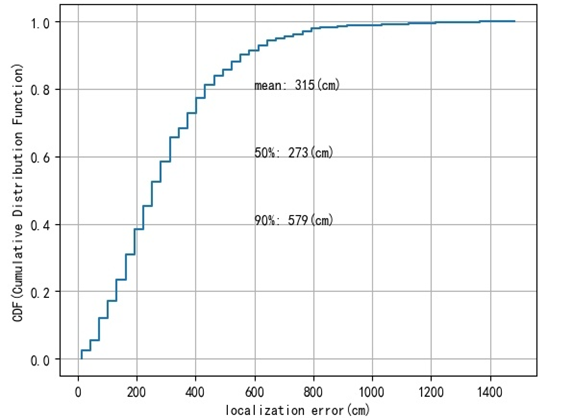 1.0
0.8
0.6
0.4
0.2
0.0
CDF(Cumulative Distribution Function)
mean: 315(cm)
50%: 273(cm)
90%: 579(cm)
0 200 400 600 800 1000 1200 1400
localization error(cm)